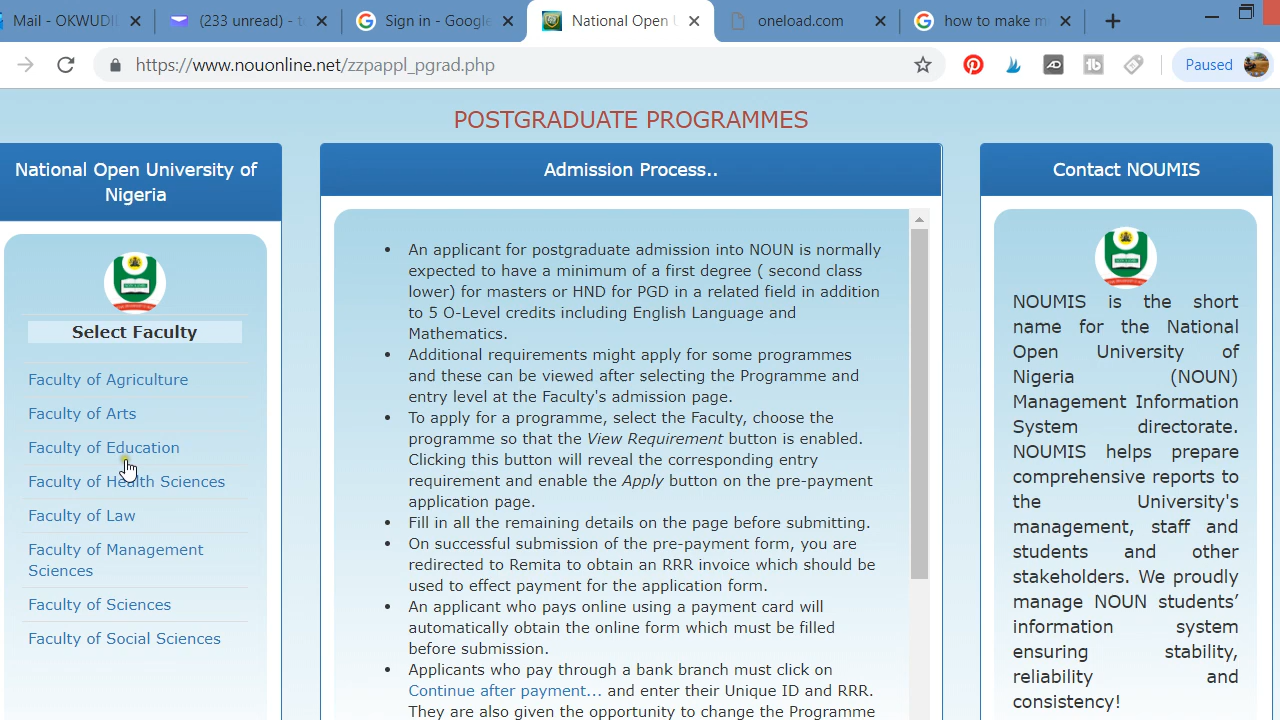 Mail - OKWUDI
(233 unread) - t
Sign in - Google
National Open U
oneload.com
how to make m
https://www.nouonline.net/zzpappl_pgrad.php
Paused
POSTGRADUATE PROGRAMMES
National Open University of
Nigeria
Select Faculty
Faculty of Agriculture
Faculty of Arts
Faculty of Education
Faculty of Health Sciences
Faculty of Law
Faculty of Management
Sciences
Faculty of Sciences
Faculty of Social Sciences
Admission Process..
• An applicant for postgraduate admission into NOUN is normally
expected to have a minimum of a first degree ( second class
lower) for masters or HND for PGD in a related field in addition
to 5 O-Level credits including English Language and
Mathematics.
• Additional requirements might apply for some programmes
and these can be viewed after selecting the Programme and
entry level at the Faculty's admission page.
• To apply for a programme, select the Faculty, choose the
programme so that the View Requirement button is enabled.
Clicking this button will reveal the corresponding entry
requirement and enable the Apply button on the pre-payment
application page.
• Fill in all the remaining details on the page before submitting.
• On successful submission of the pre-payment form, you are
redirected to Remita to obtain an RRR invoice which should be
used to effect payment for the application form.
• An applicant who pays online using a payment card will
automatically obtain the online form which must be filled
before submission.
• Applicants who pay through a bank branch must click on
Continue after payment... and enter their Unique ID and RRR.
They are also given the opportunity to change the Programme
Contact NOUMIS
NOUMIS is the short
name for the National
Open University of
Nigeria (NOUN)
Management Information
System directorate.
NOUMIS helps prepare
comprehensive reports to
the University's
management, staff and
students and other
stakeholders. We proudly
manage NOUN students’
information system
ensuring stability,
reliability and
consistency!